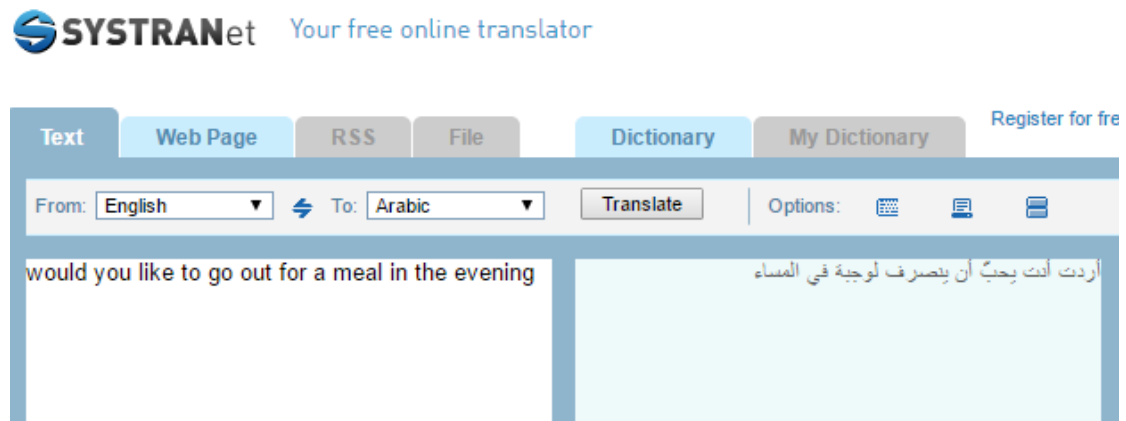 SYSTRANet Your free online translator
Register for fre
Text Web Page RSS File Dictionary My Dictionary
From: English To: Arabic Translate Options:
would you like to go out for a meal in the evening
أردت أنت يحبّ أن يتصرف لوجبة في المساء